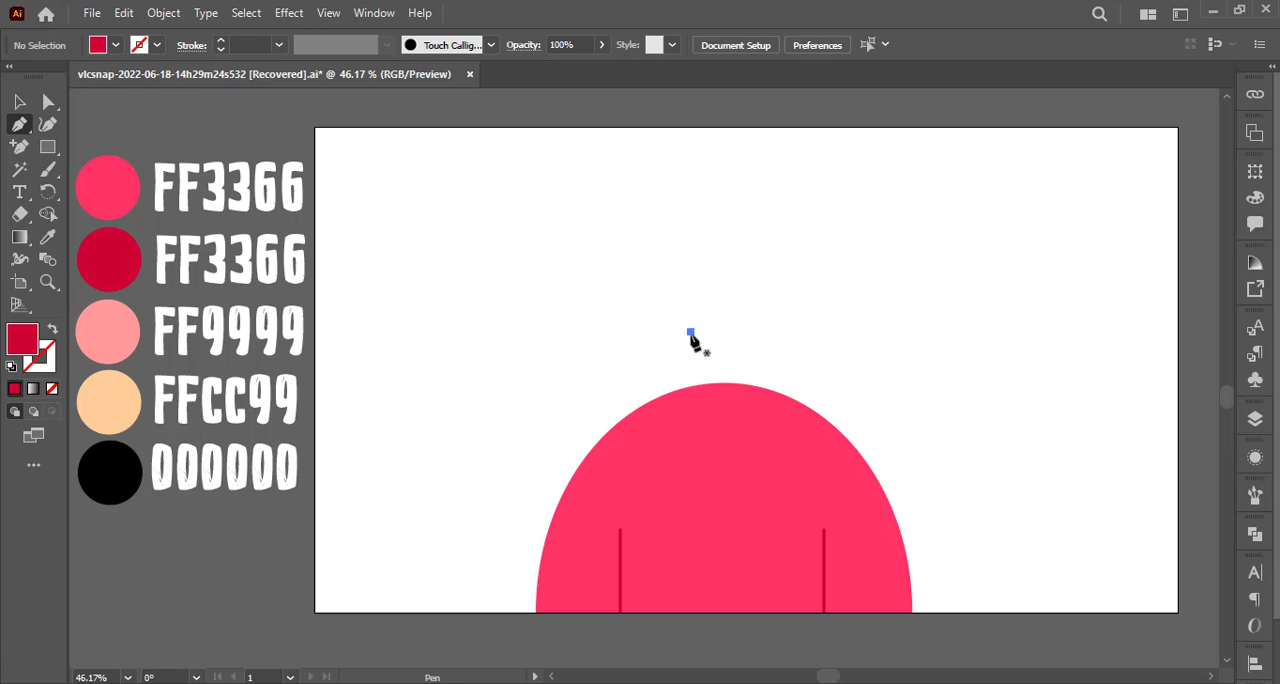 Ai File Edit Object Type Select Effect View Window Help
No Selection Stroke: Touch Callig... Opacity: 100% Style: Document Setup Preferences
vlcsnap-2022-06-18-14h29m24s532 [Recovered].ai* @ 46.17 % (RGB/Preview)
FF3366
FF3366
FF9999
FFCC99
000000
46.17% 0° 1 Pen